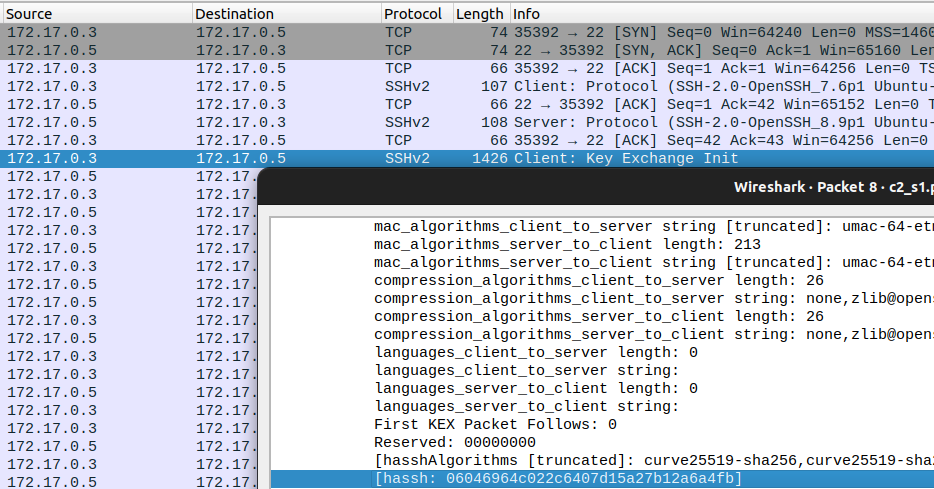 Source Destination Protocol Length Info
172.17.0.3 172.17.0.5 TCP 74 35392 → 22 [SYN] Seq=0 Win=64240 Len=0 MSS=1460
172.17.0.5 172.17.0.3 TCP 74 22 → 35392 [SYN, ACK] Seq=0 Ack=1 Win=65160 Len
172.17.0.3 172.17.0.5 TCP 66 35392 → 22 [ACK] Seq=1 Ack=1 Win=64256 Len=0 TS
172.17.0.3 172.17.0.5 SSHv2 107 Client: Protocol (SSH-2.0-OpenSSH_7.6p1 Ubuntu-
172.17.0.5 172.17.0.3 TCP 66 22 → 35392 [ACK] Seq=1 Ack=42 Win=65152 Len=0 T
172.17.0.5 172.17.0.3 SSHv2 108 Server: Protocol (SSH-2.0-OpenSSH_8.9p1 Ubuntu-
172.17.0.3 172.17.0.5 TCP 66 35392 → 22 [ACK] Seq=42 Ack=43 Win=64256 Len=0
172.17.0.3 172.17.0.5 SSHv2 1426 Client: Key Exchange Init
172.17.0.5 172.17.
172.17.0.3 172.17.
172.17.0.5 172.17.
172.17.0.3 172.17.
172.17.0.5 172.17.
172.17.0.3 172.17.
172.17.0.5 172.17.
172.17.0.3 172.17.
172.17.0.5 172.17.
172.17.0.5 172.17.
172.17.0.3 172.17.
172.17.0.3 172.17.
172.17.0.5 172.17.
172.17.0.3 172.17.
172.17.0.3 172.17.
172.17.0.5 172.17.
172.17.0.3 172.17.
172.17.0.5 172.17.
Wireshark · Packet 8 · c2_s1.p
mac_algorithms_client_to_server string [truncated]: umac-64-etm
mac_algorithms_server_to_client length: 213
mac_algorithms_server_to_client string [truncated]: umac-64-etm
compression_algorithms_client_to_server length: 26
compression_algorithms_client_to_server string: none,zlib@opens
compression_algorithms_server_to_client length: 26
compression_algorithms_server_to_client string: none,zlib@opens
languages_client_to_server length: 0
languages_client_to_server string:
languages_server_to_client length: 0
languages_server_to_client string:
First KEX Packet Follows: 0
Reserved: 00000000
[hasshAlgorithms [truncated]: curve25519-sha256,curve25519-sha2
[hassh: 06046964c022c6407d15a27b12a6a4fb]